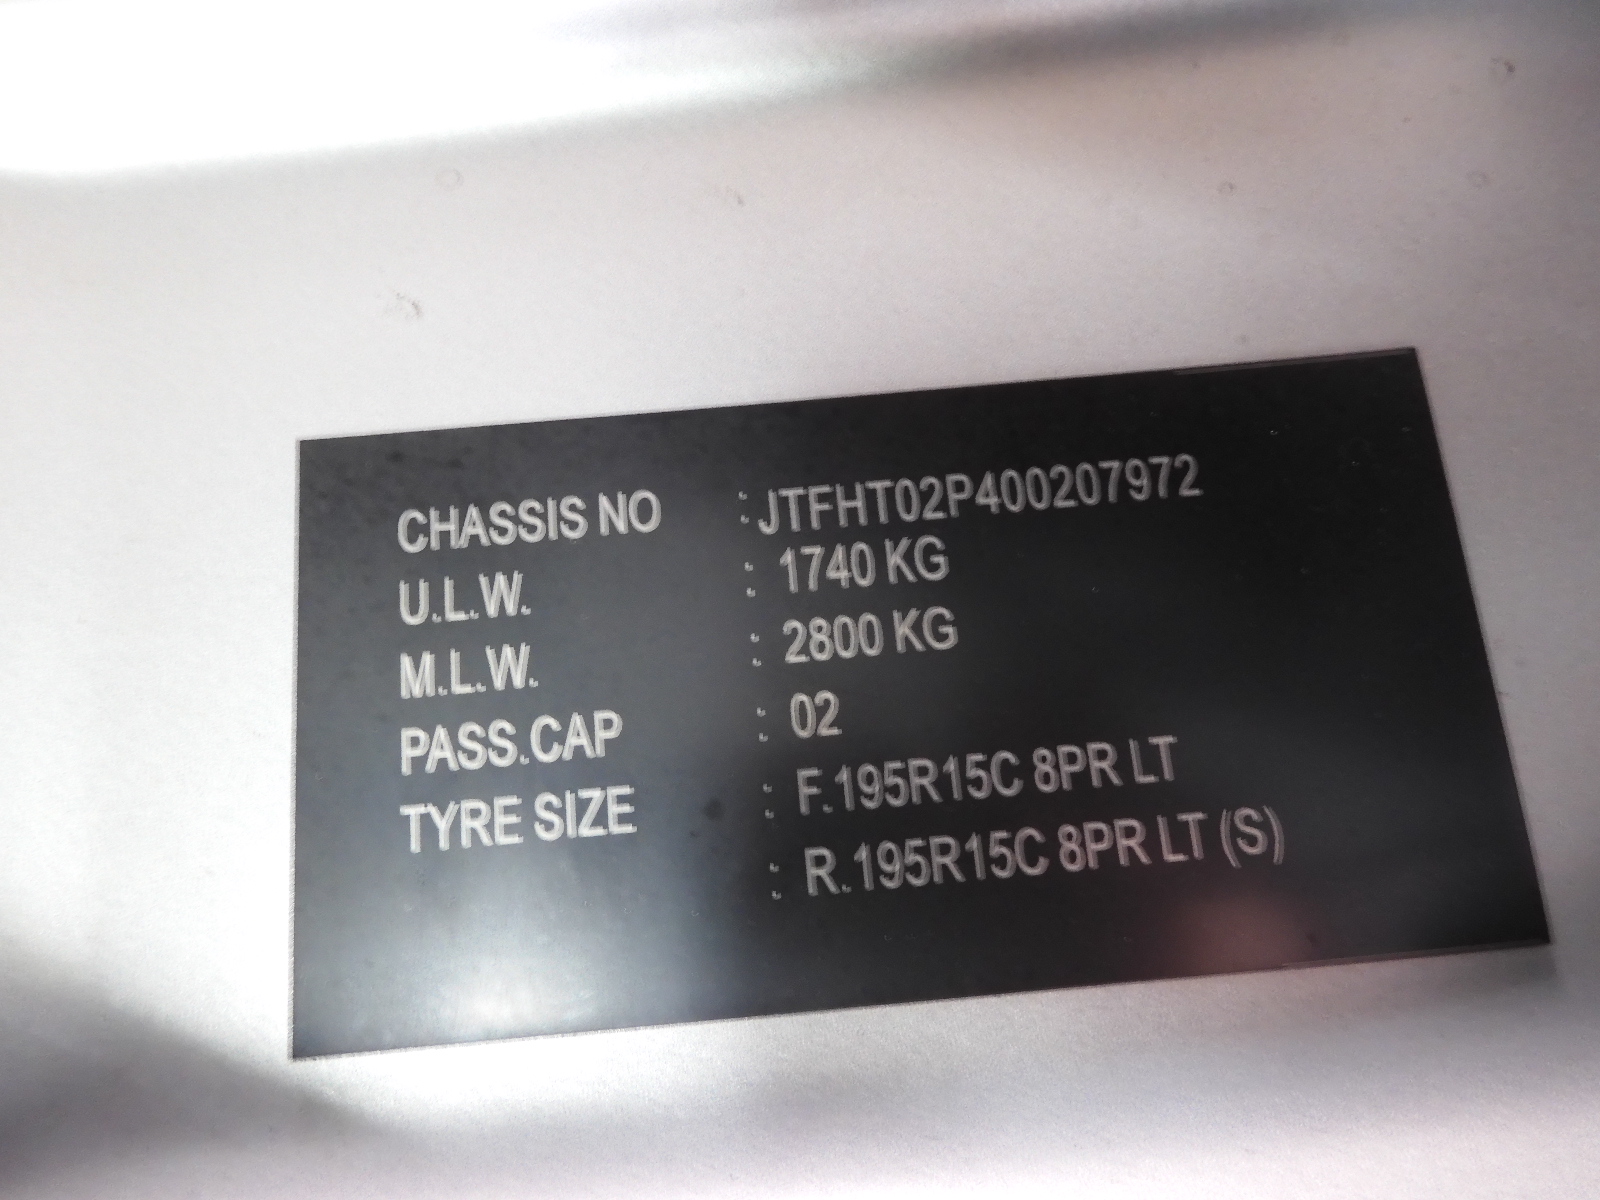 CHASSIS NO : JTFHT02P400207972
U.L.W. : 1740 KG
M.L.W. : 2800 KG
PASS.CAP : 02
TYRE SIZE : F.195R15C 8PR LT
: R.195R15C 8PR LT (S)